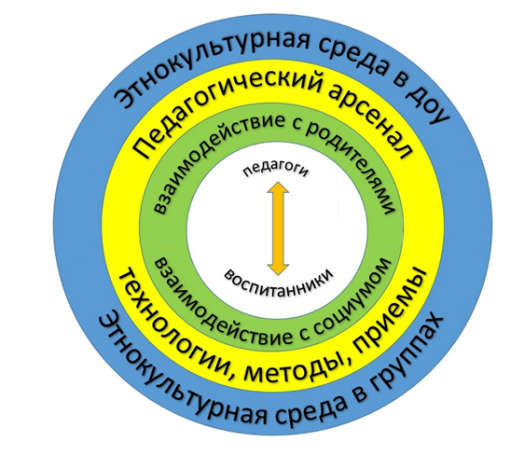 Этнокультурная среда в доу
Педагогический арсенал
взаимодействие с родителями
педагоги
воспитанники
взаимодействие с социумом
технологии, методы, приемы
Этнокультурная среда в группах